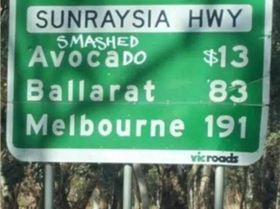 SUNRAYSIA HWY
SMASHED
AvocaDO $13
Ballarat 83
Melbourne 191
vicroads